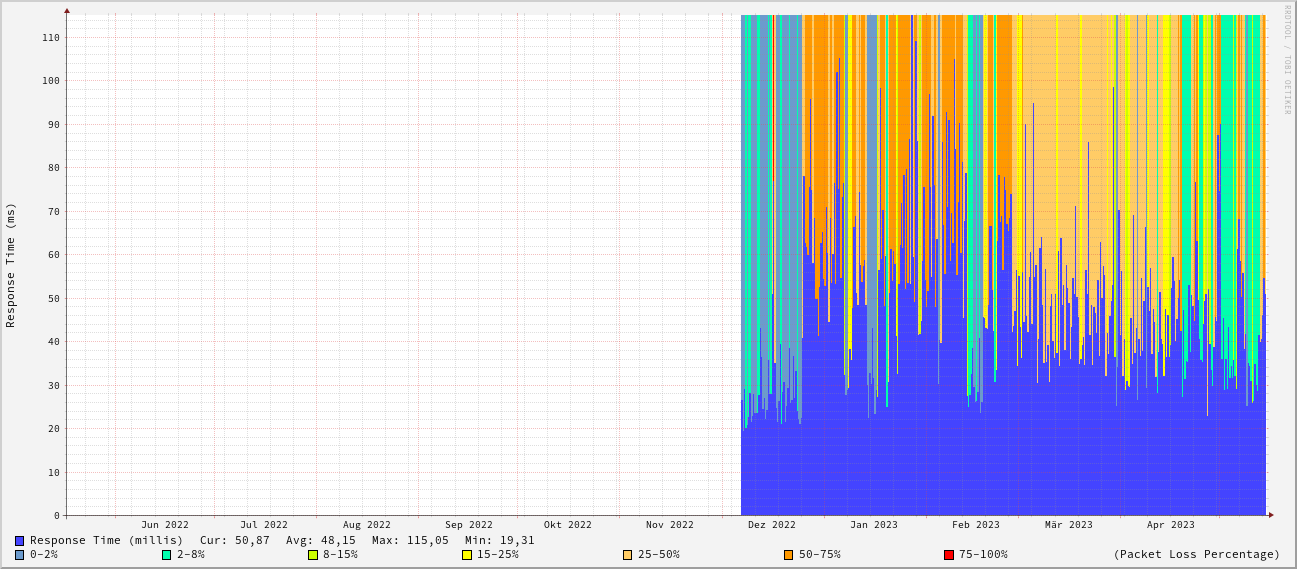 RRDTOOL / TOBI OETIKER
Response Time (ms)
110
100
90
80
70
60
50
40
30
20
10
0
Jun 2022 Jul 2022 Aug 2022 Sep 2022 Okt 2022 Nov 2022 Dez 2022 Jan 2023 Feb 2023 Mär 2023 Apr 2023
Response Time (millis) Cur: 50,87 Avg: 48,15 Max: 115,05 Min: 19,31
0-2% 2-8% 8-15% 15-25% 25-50% 50-75% 75-100% (Packet Loss Percentage)